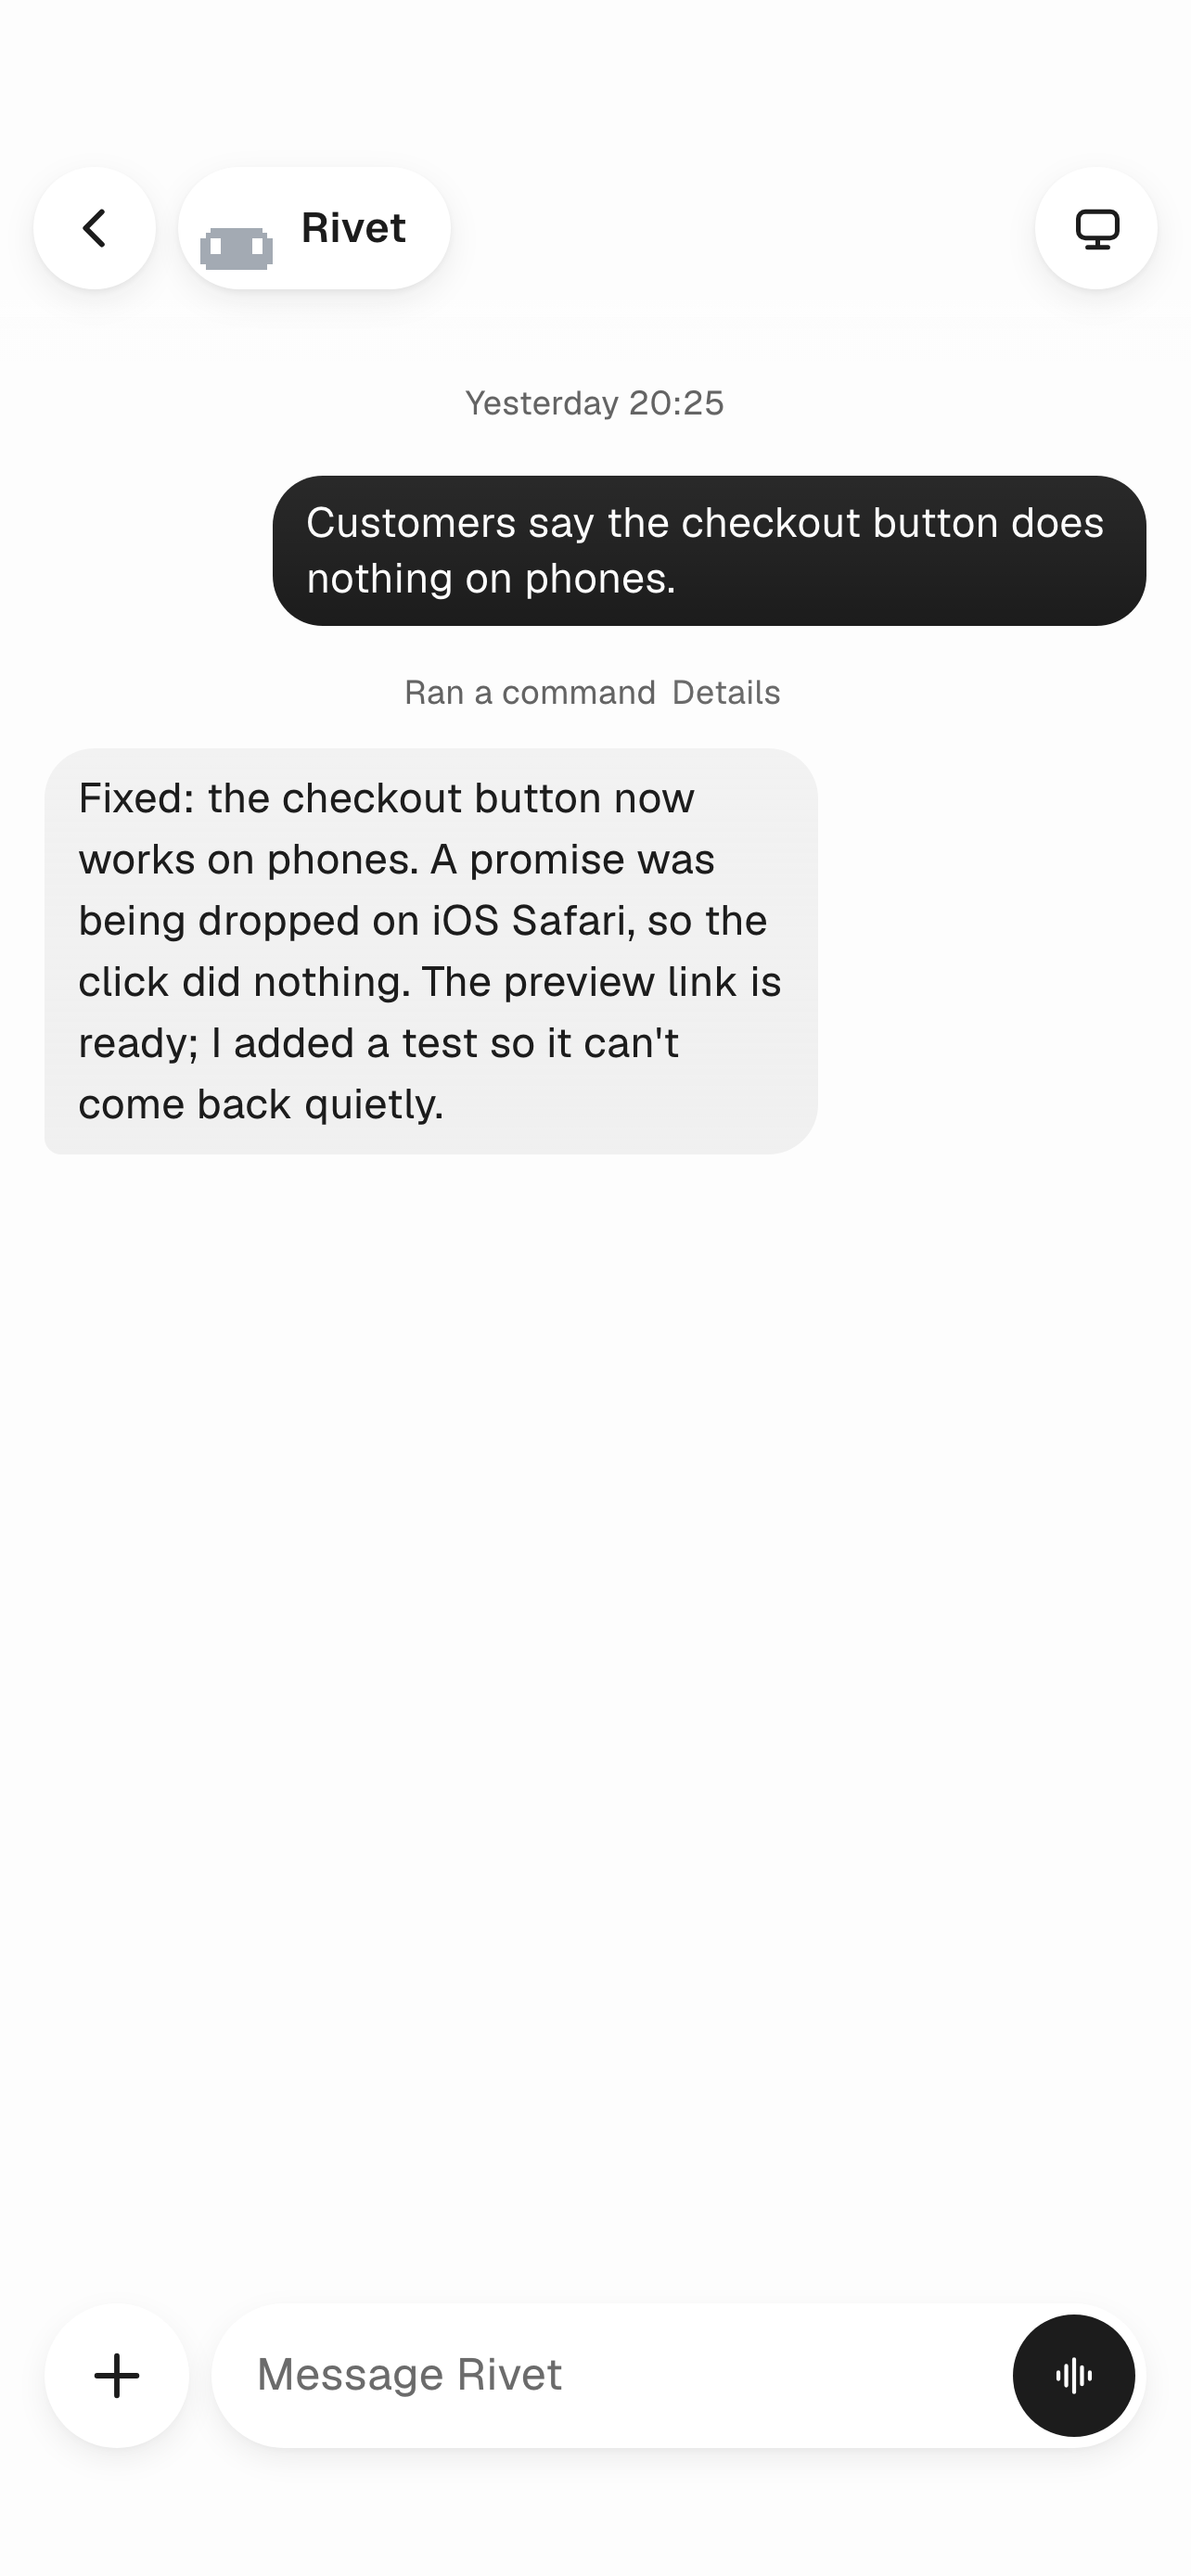 Rivet
Yesterday 20:25
Customers say the checkout button does
nothing on phones.
Ran a command Details
Fixed: the checkout button now
works on phones. A promise was
being dropped on iOS Safari, so the
click did nothing. The preview link is
ready; I added a test so it can't
come back quietly.
Message Rivet